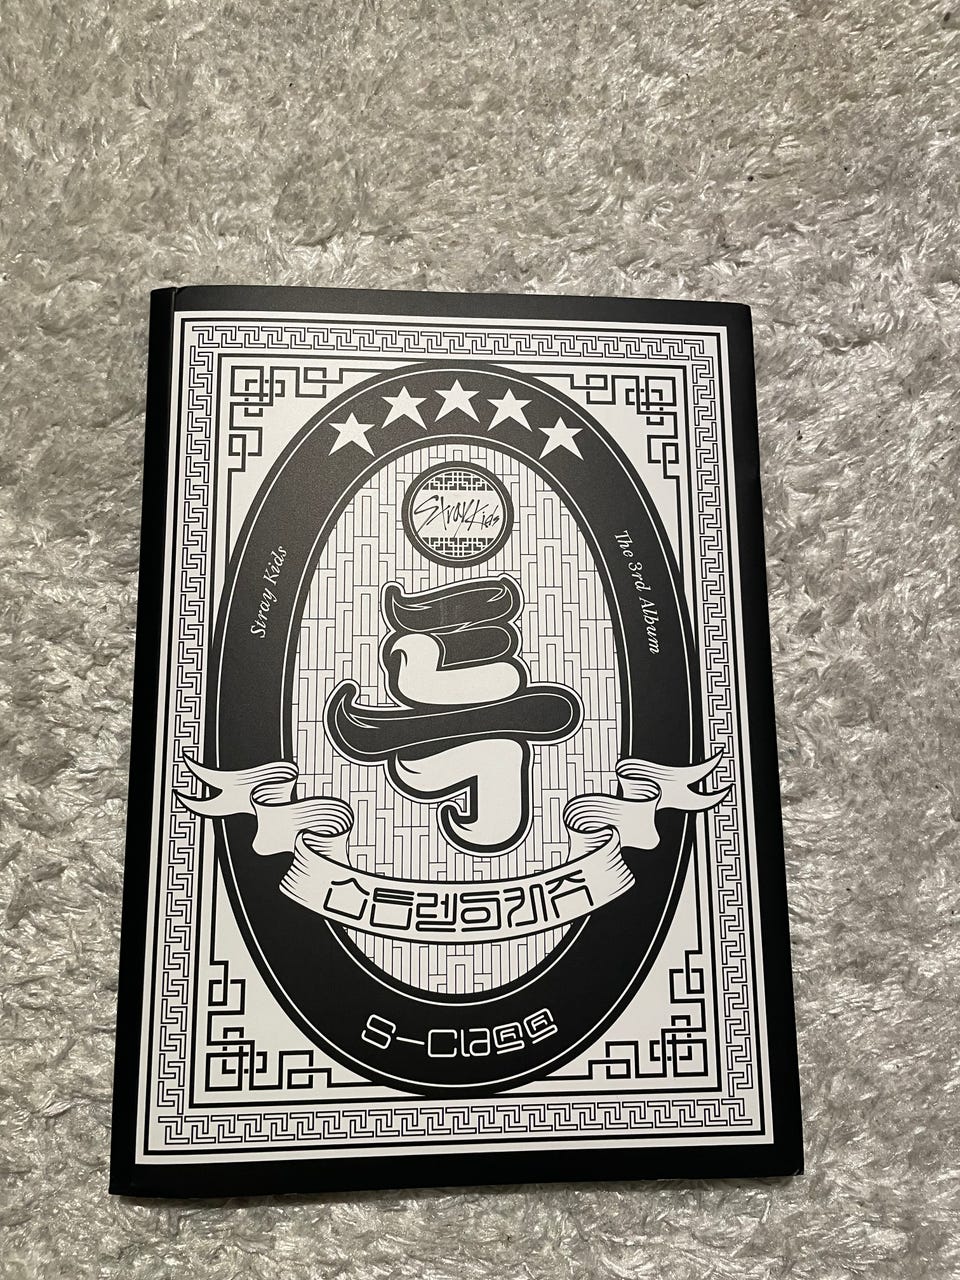 Stray Kids
The 3rd Album
Stray Kids
특
스트레이키즈
S-Class